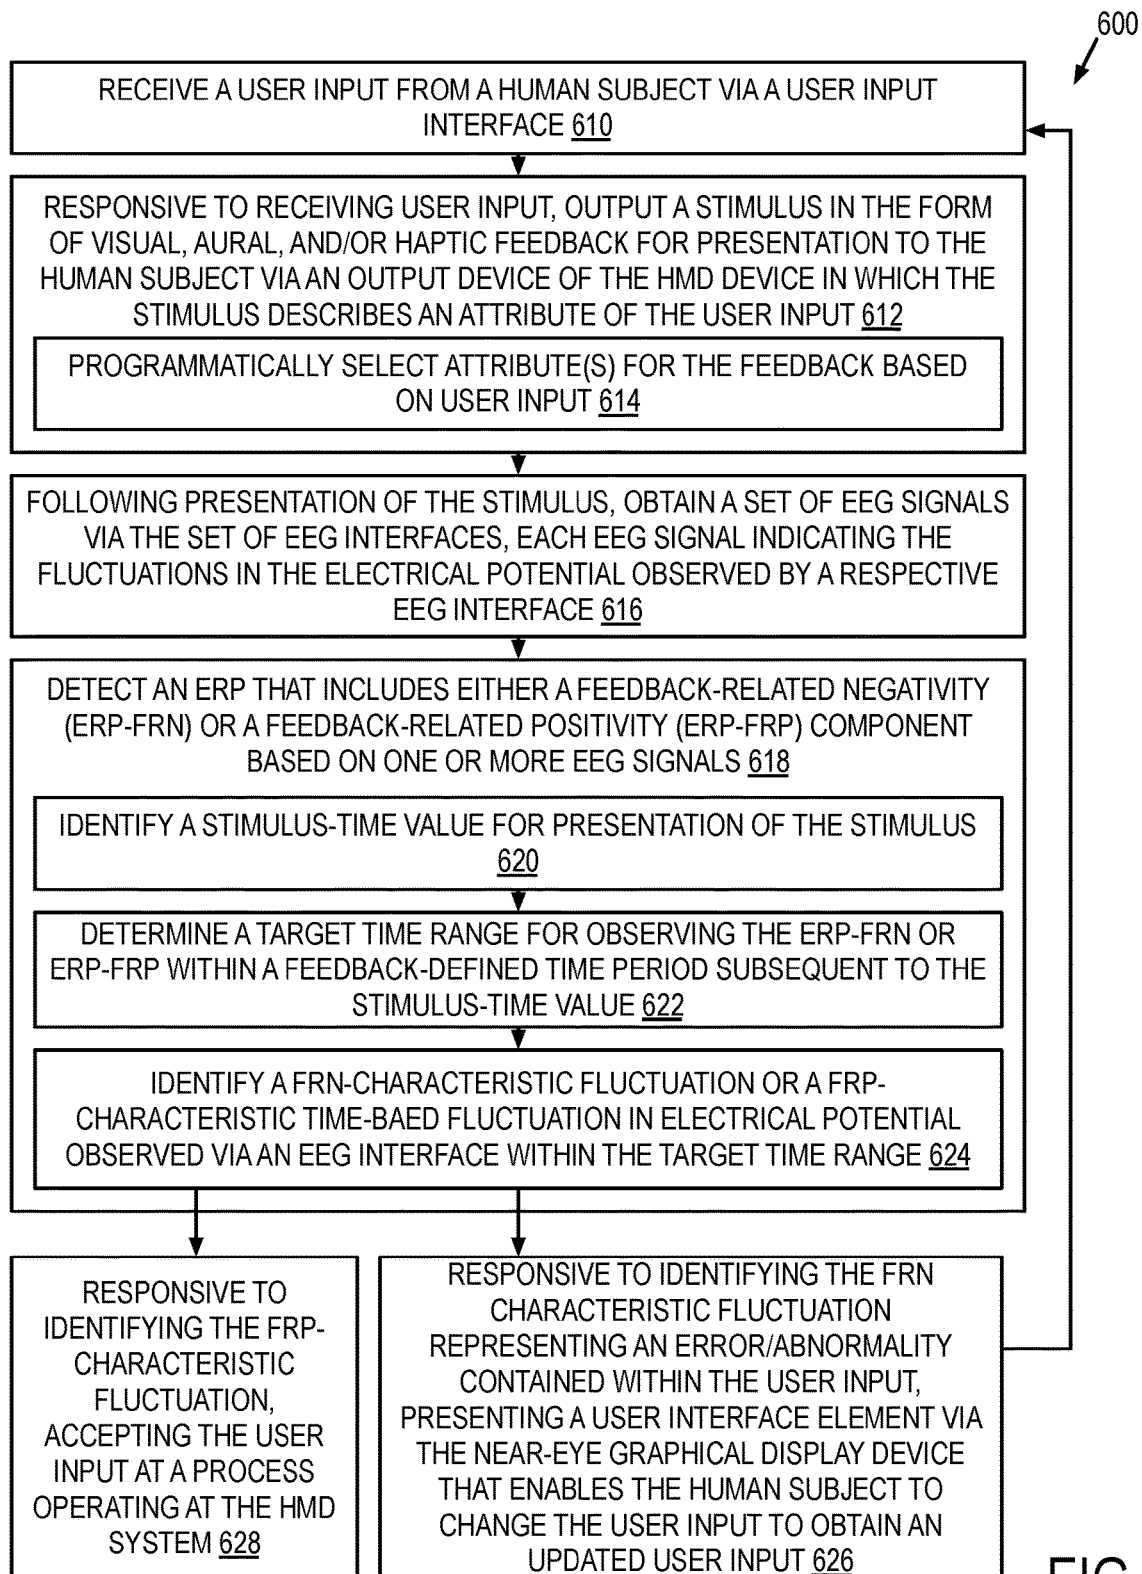 600
RECEIVE A USER INPUT FROM A HUMAN SUBJECT VIA A USER INPUT
INTERFACE 610
RESPONSIVE TO RECEIVING USER INPUT, OUTPUT A STIMULUS IN THE FORM
OF VISUAL, AURAL, AND/OR HAPTIC FEEDBACK FOR PRESENTATION TO THE
HUMAN SUBJECT VIA AN OUTPUT DEVICE OF THE HMD DEVICE IN WHICH THE
STIMULUS DESCRIBES AN ATTRIBUTE OF THE USER INPUT 612
PROGRAMMATICALLY SELECT ATTRIBUTE(S) FOR THE FEEDBACK BASED
ON USER INPUT 614
FOLLOWING PRESENTATION OF THE STIMULUS, OBTAIN A SET OF EEG SIGNALS
VIA THE SET OF EEG INTERFACES, EACH EEG SIGNAL INDICATING THE
FLUCTUATIONS IN THE ELECTRICAL POTENTIAL OBSERVED BY A RESPECTIVE
EEG INTERFACE 616
DETECT AN ERP THAT INCLUDES EITHER A FEEDBACK-RELATED NEGATIVITY
(ERP-FRN) OR A FEEDBACK-RELATED POSITIVITY (ERP-FRP) COMPONENT
BASED ON ONE OR MORE EEG SIGNALS 618
IDENTIFY A STIMULUS-TIME VALUE FOR PRESENTATION OF THE STIMULUS
620
DETERMINE A TARGET TIME RANGE FOR OBSERVING THE ERP-FRN OR
ERP-FRP WITHIN A FEEDBACK-DEFINED TIME PERIOD SUBSEQUENT TO THE
STIMULUS-TIME VALUE 622
IDENTIFY A FRN-CHARACTERISTIC FLUCTUATION OR A FRP-
CHARACTERISTIC TIME-BAED FLUCTUATION IN ELECTRICAL POTENTIAL
OBSERVED VIA AN EEG INTERFACE WITHIN THE TARGET TIME RANGE 624
RESPONSIVE TO
IDENTIFYING THE FRP-
CHARACTERISTIC
FLUCTUATION,
ACCEPTING THE USER
INPUT AT A PROCESS
OPERATING AT THE HMD
SYSTEM 628
RESPONSIVE TO IDENTIFYING THE FRN
CHARACTERISTIC FLUCTUATION
REPRESENTING AN ERROR/ABNORMALITY
CONTAINED WITHIN THE USER INPUT,
PRESENTING A USER INTERFACE ELEMENT VIA
THE NEAR-EYE GRAPHICAL DISPLAY DEVICE
THAT ENABLES THE HUMAN SUBJECT TO
CHANGE THE USER INPUT TO OBTAIN AN
UPDATED USER INPUT 626
FIG